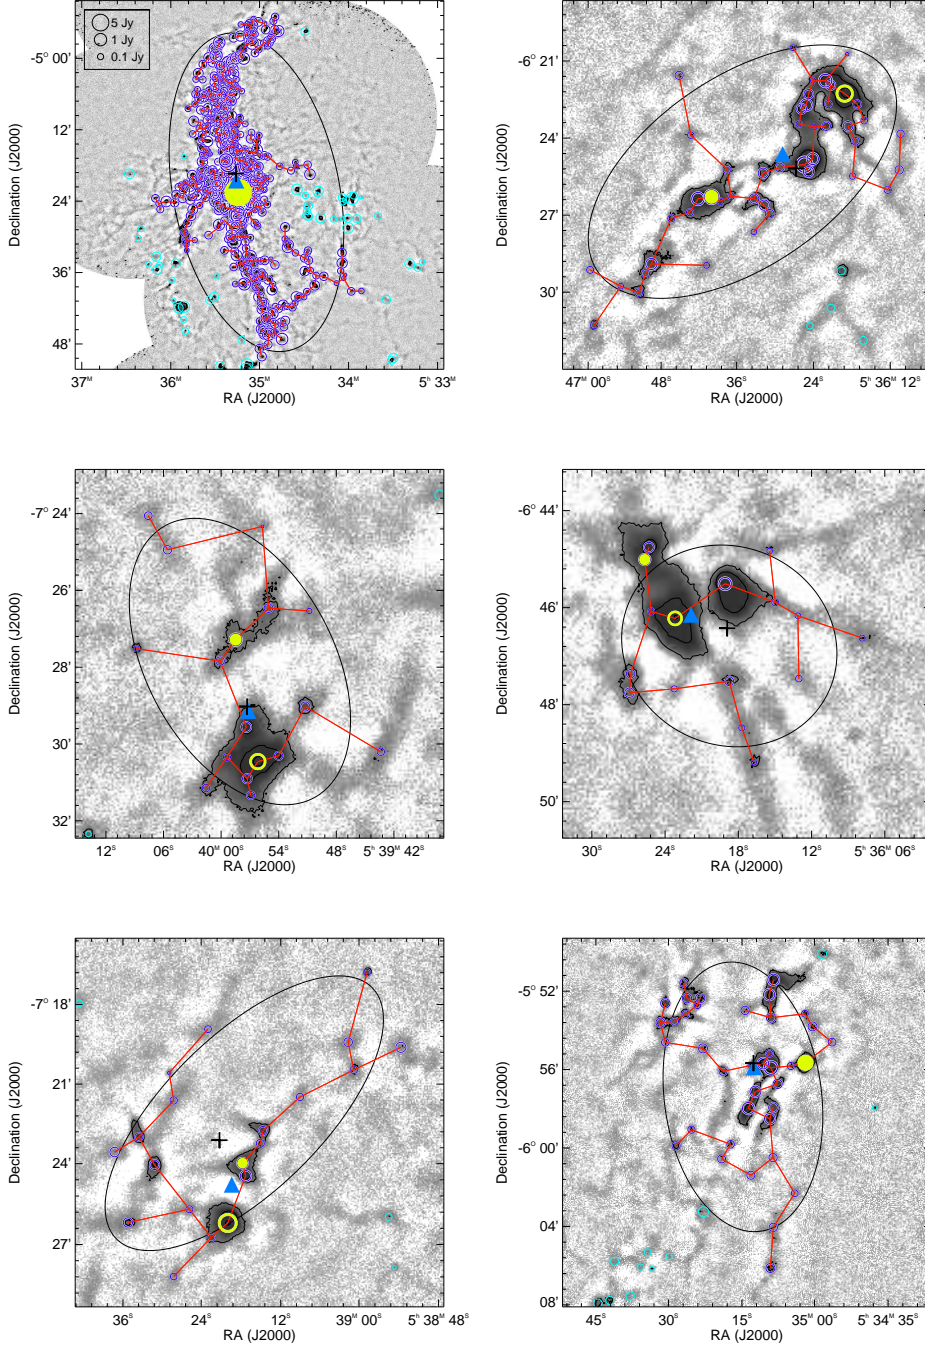 5 Jy
1 Jy
0.1 Jy
-5° 00'
12'
24'
36'
48'
Declination (J2000)
37ᴹ 36ᴹ 35ᴹ 34ᴹ 5ʰ 33ᴹ
RA (J2000)
-6° 21'
24'
27'
30'
Declination (J2000)
47ᴹ 00ˢ 48ˢ 36ˢ 24ˢ 5ʰ 36ᴹ 12ˢ
RA (J2000)
-7° 24'
26'
28'
30'
32'
Declination (J2000)
12ˢ 06ˢ 40ᴹ 00ˢ 54ˢ 48ˢ 5ʰ 39ᴹ 42ˢ
RA (J2000)
-6° 44'
46'
48'
50'
Declination (J2000)
30ˢ 24ˢ 18ˢ 12ˢ 5ʰ 36ᴹ 06ˢ
RA (J2000)
-7° 18'
21'
24'
27'
Declination (J2000)
36ˢ 24ˢ 12ˢ 39ᴹ 00ˢ 5ʰ 38ᴹ 48ˢ
RA (J2000)
-5° 52'
56'
-6° 00'
04'
08'
Declination (J2000)
45ˢ 30ˢ 15ˢ 35ᴹ 00ˢ 5ʰ 34ᴹ 35ˢ
RA (J2000)